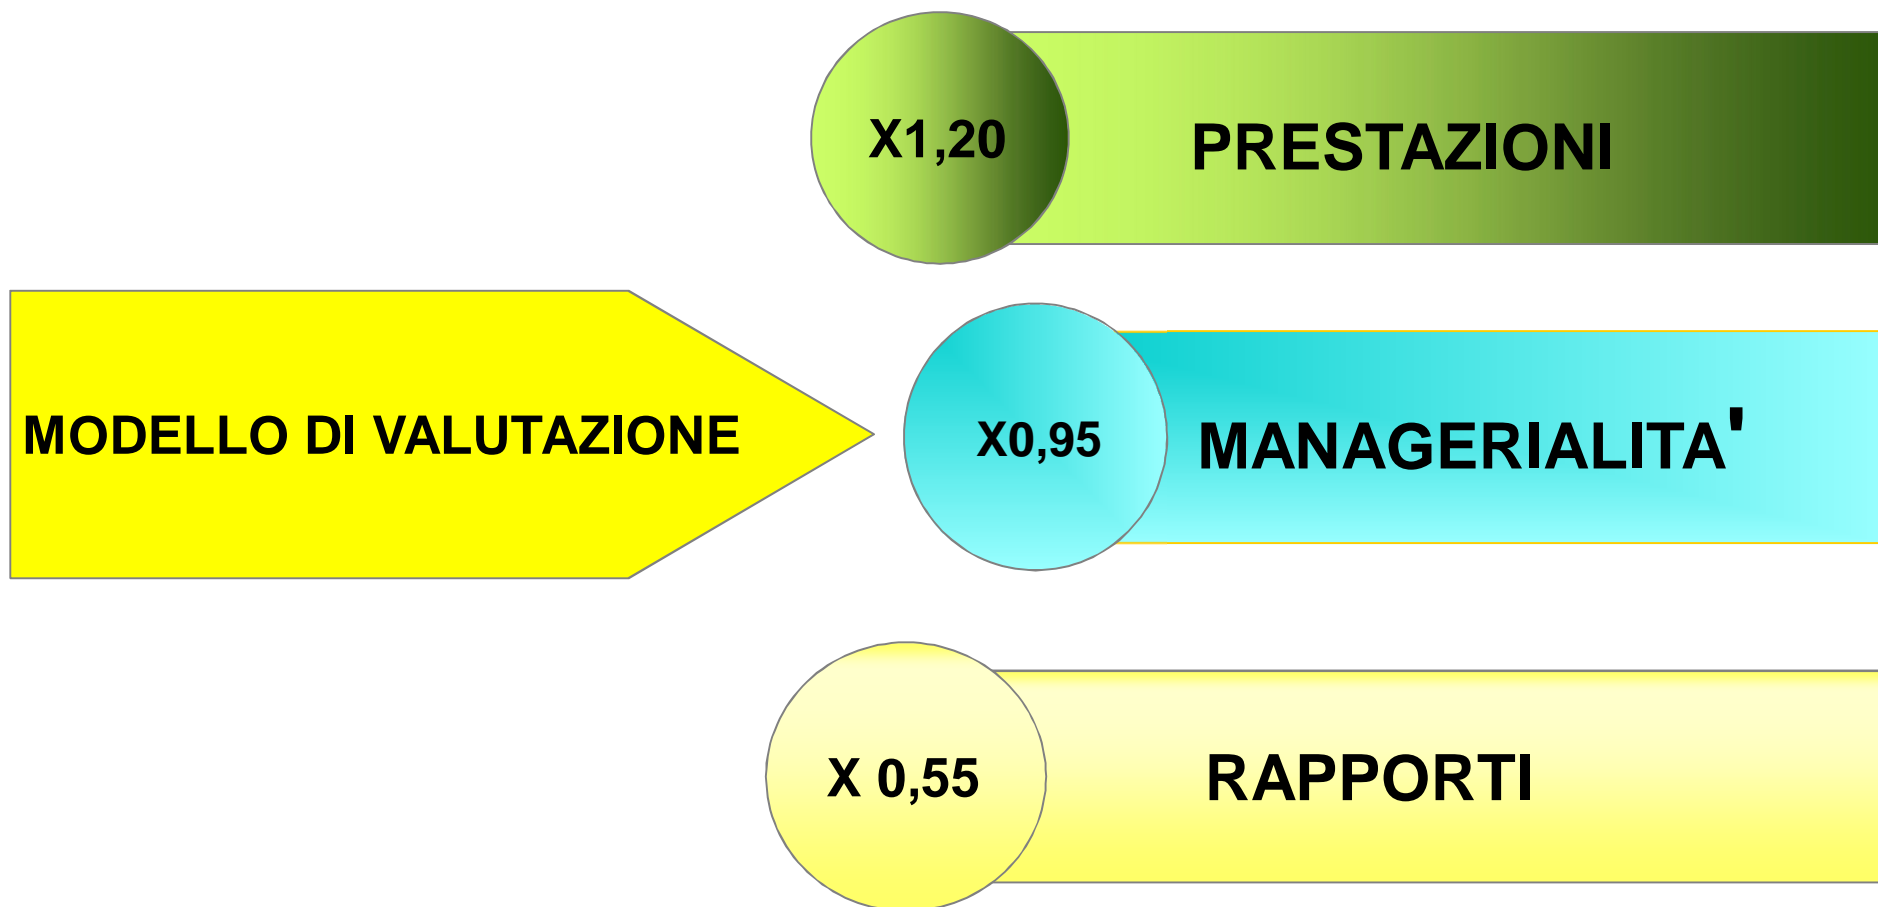 X1,20 PRESTAZIONI
MODELLO DI VALUTAZIONE
X0,95 MANAGERIALITA'
X 0,55 RAPPORTI